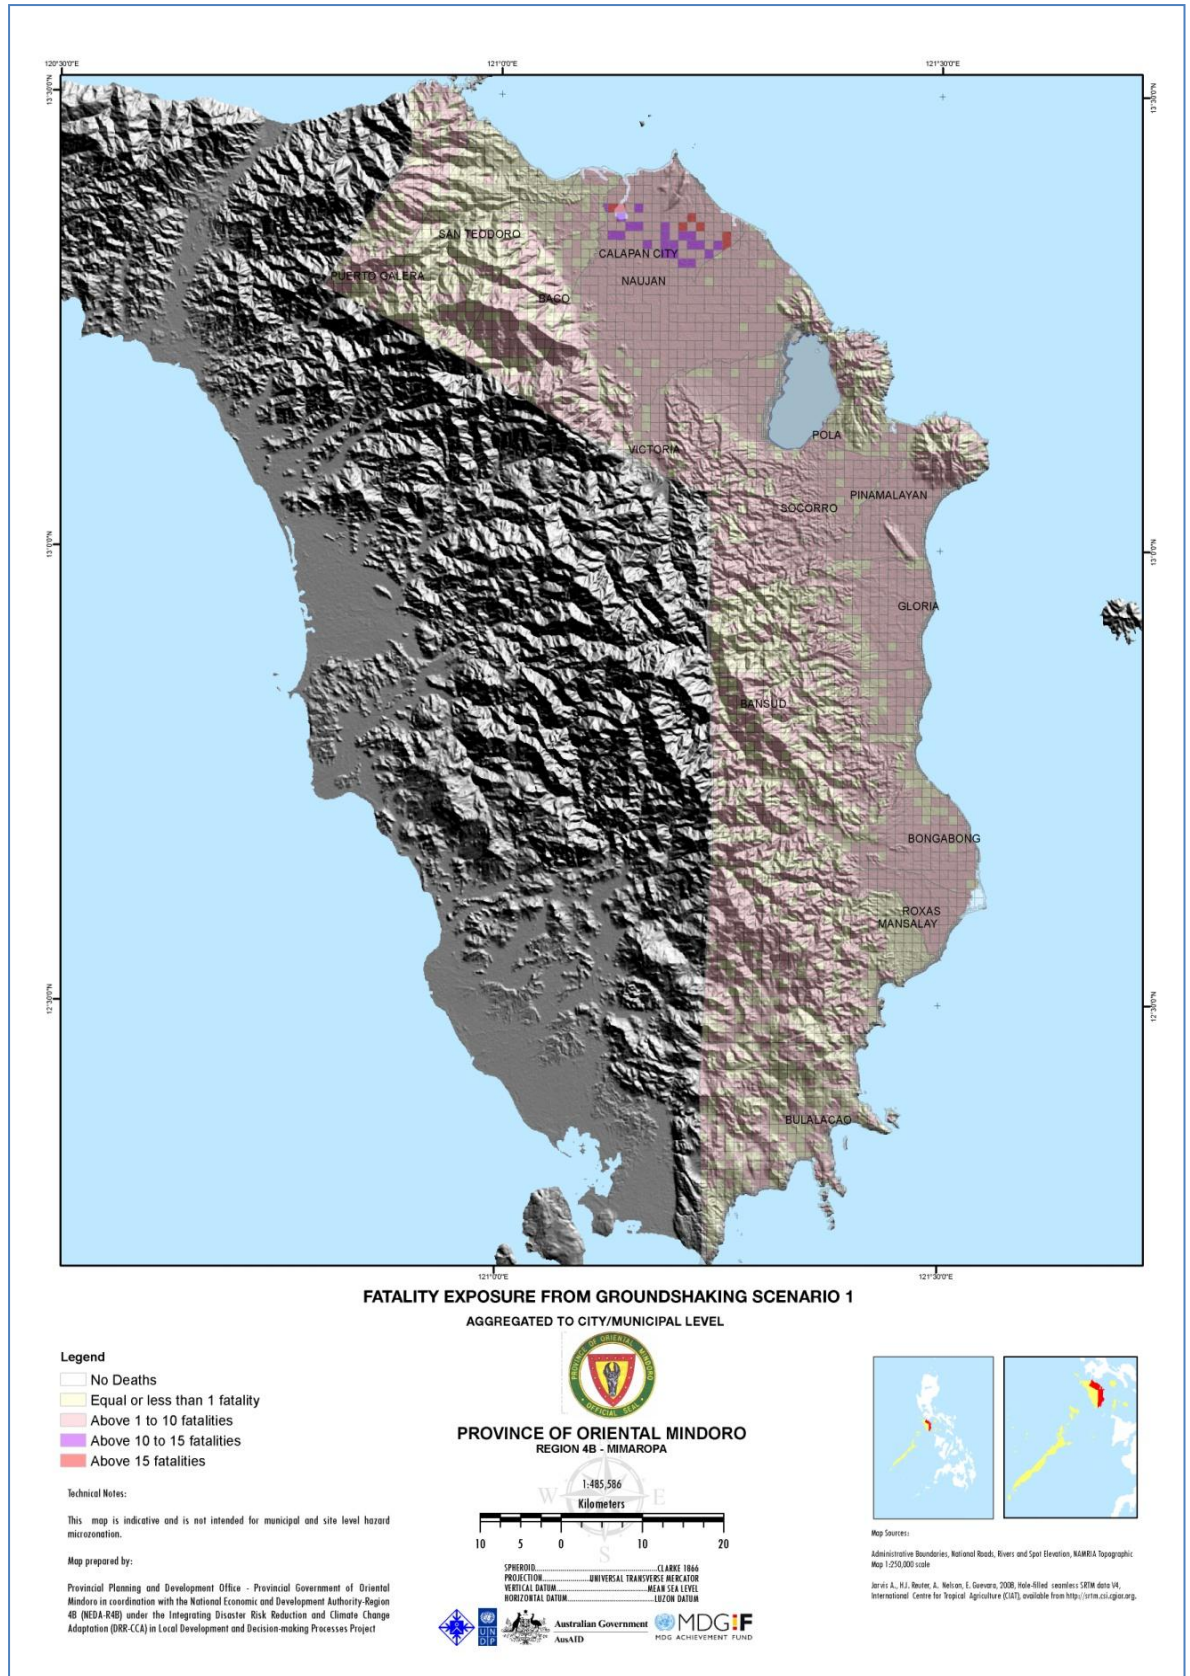 120°30'0"E
121°0'0"E
121°30'0"E
13°30'0"N
13°30'0"N
SAN TEODORO
CALAPAN CITY
PUERTO GALERA
NAUJAN
BACO
POLA
VICTORIA
PINAMALAYAN
SOCORRO
13°0'0"N
13°0'0"N
GLORIA
BANSUD
BONGABONG
ROXAS
MANSALAY
12°30'0"N
12°30'0"N
BULALACAO
121°0'0"E
121°30'0"E
FATALITY EXPOSURE FROM GROUNDSHAKING SCENARIO 1
AGGREGATED TO CITY/MUNICIPAL LEVEL
Legend
No Deaths
Equal or less than 1 fatality
Above 1 to 10 fatalities
Above 10 to 15 fatalities
Above 15 fatalities
Technical Notes:
This map is indicative and is not intended for municipal and site level hazard
microzonation.
Map prepared by:
Provincial Planning and Development Office - Provincial Government of Oriental
Mindoro in coordination with the National Economic and Development Authority-Region
4B (NEDA-R4B) under the Integrating Disaster Risk Reduction and Climate Change
Adaptation (DRR-CCA) in Local Development and Decision-making Processes Project
PROVINCE OF ORIENTAL MINDORO
OFFICIAL SEAL
PROVINCE OF ORIENTAL MINDORO
REGION 4B - MIMAROPA
1:485,586
W E
Kilometers
10 5 0 10 20
S
SPHEROID CLARKE 1866
PROJECTION UNIVERSAL TRANSVERSE MERCATOR
VERTICAL DATUM MEAN SEA LEVEL
HORIZONTAL DATUM LUZON DATUM
UNDP
Australian Government
AusAID
MDG:F
MDG ACHIEVEMENT FUND
Map Sources:
Administrative Boundaries, National Roads, Rivers and Spot Elevation, NAMRIA Topographic
Map 1:250,000 scale
Jarvis A., H.I. Reuter, A. Nelson, E. Guevara, 2008, Hole-filled seamless SRTM data V4,
International Centre for Tropical Agriculture (CIAT), available from http://srtm.csi.cgiar.org.